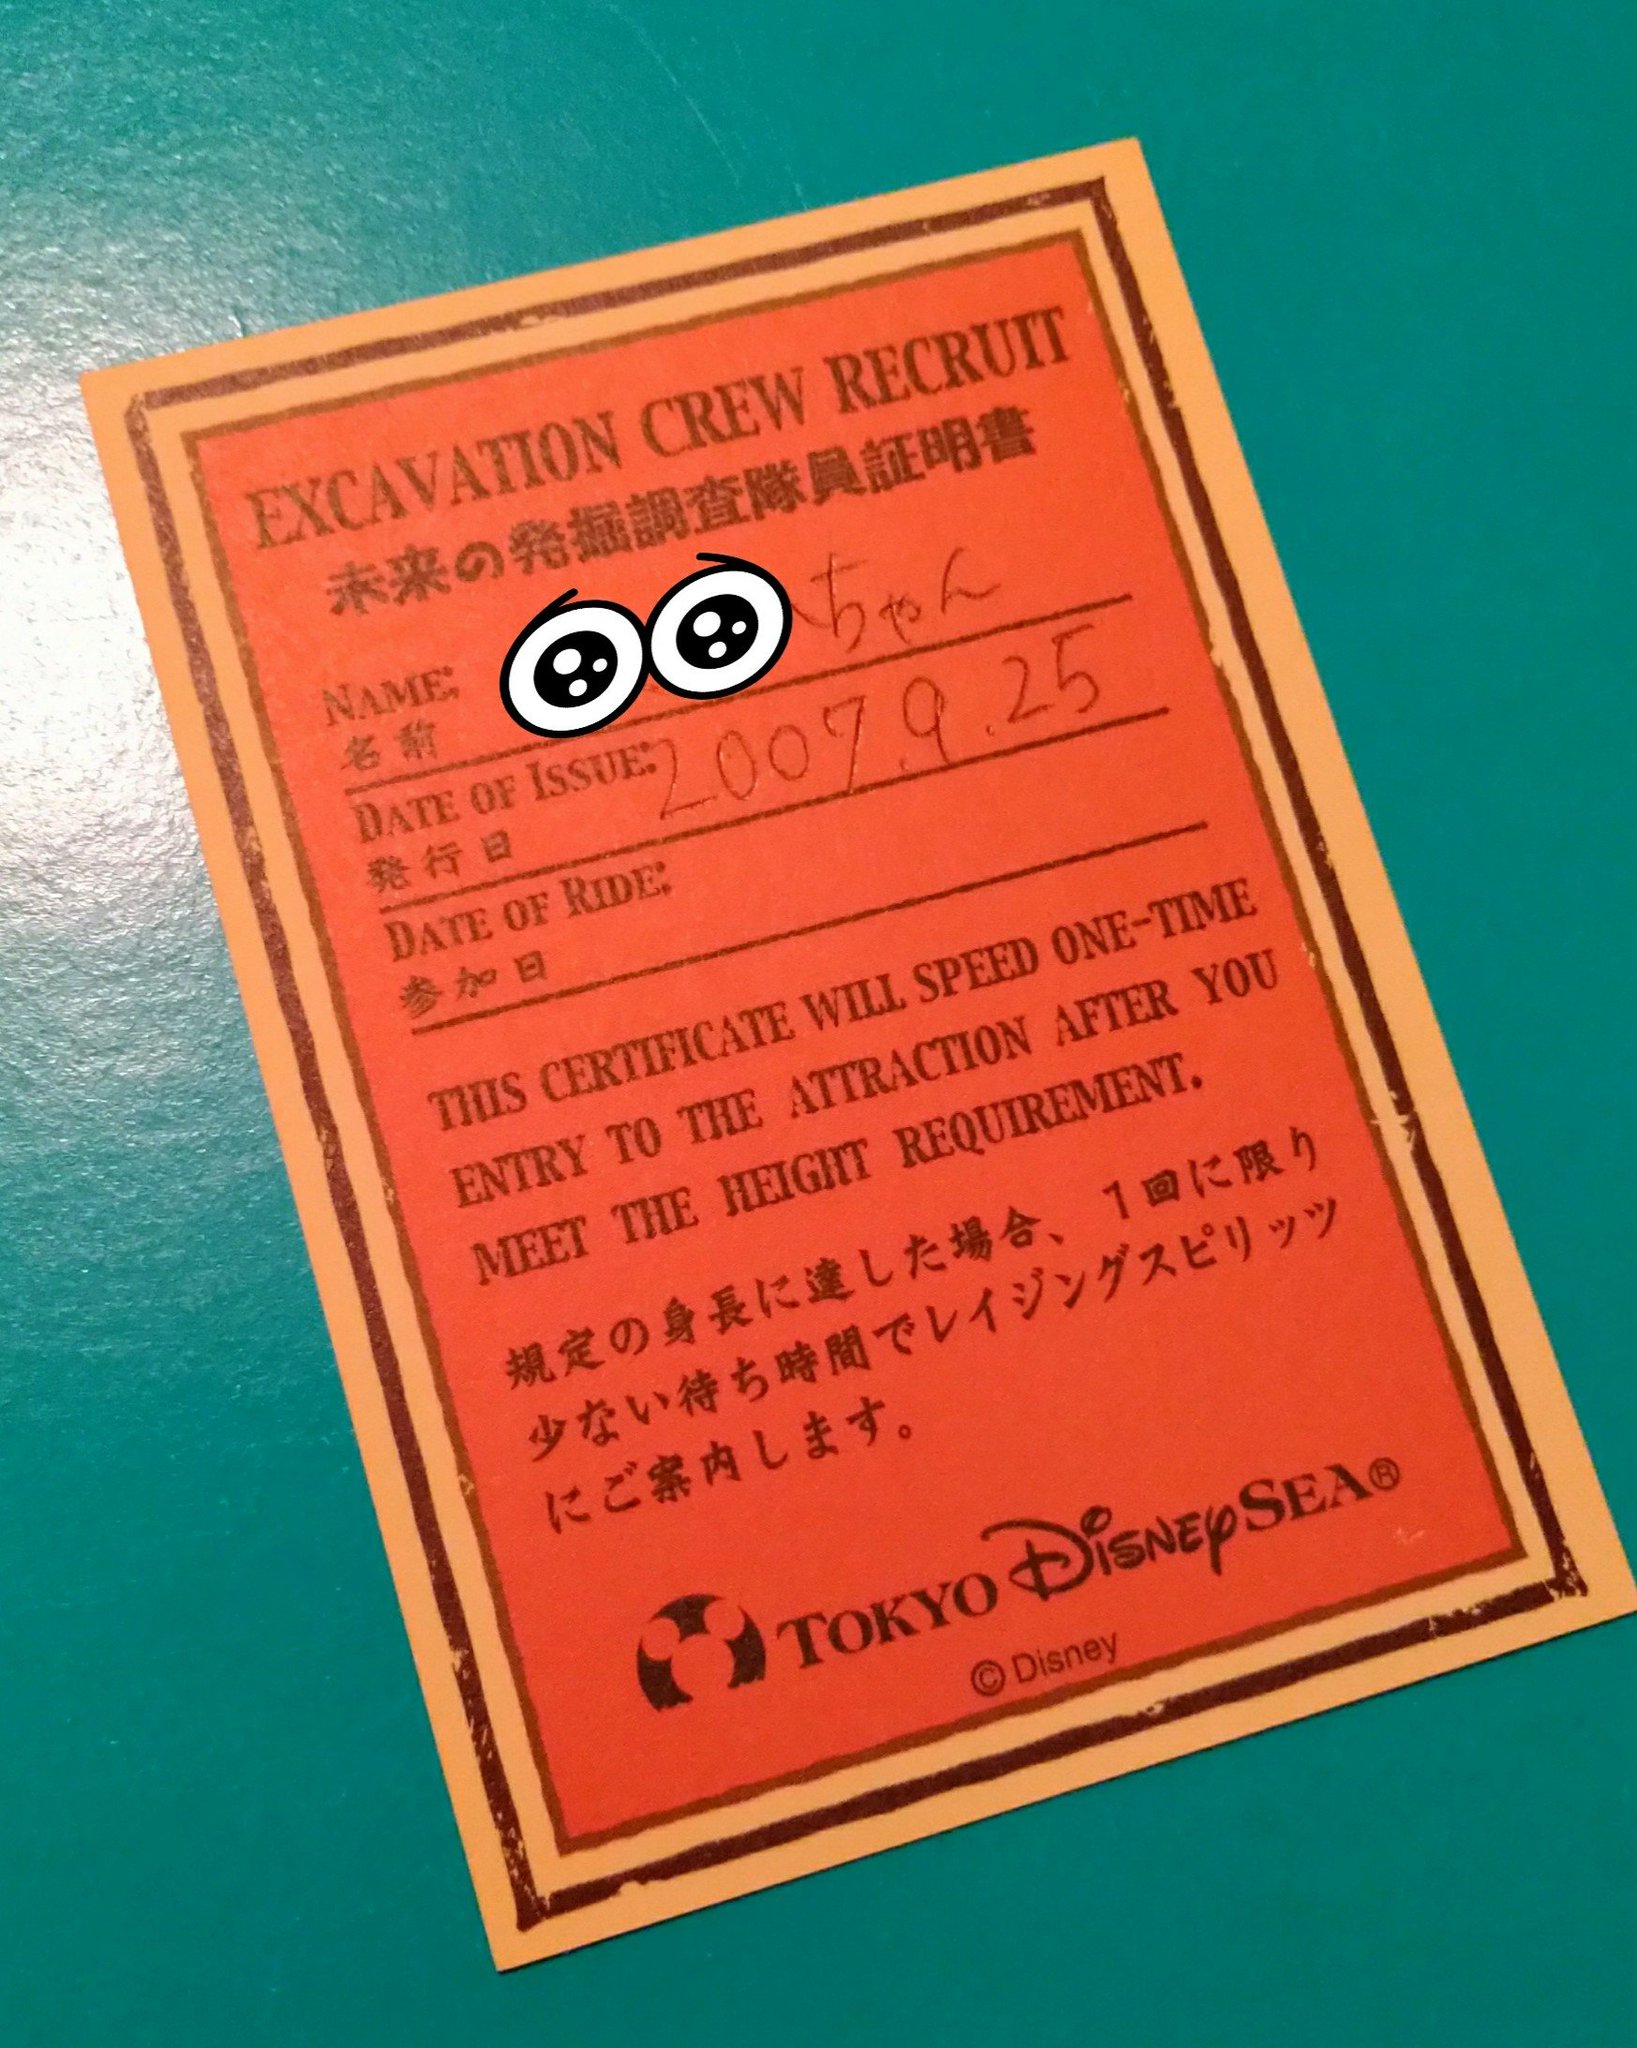 EXCAVATION CREW RECRUIT
未来の発掘調査隊員証明書
NAME: ちゃん
名前
DATE OF ISSUE: 2007.9.25
発行日
DATE OF RIDE:
参加日
THIS CERTIFICATE WILL SPEED ONE-TIME
ENTRY TO THE ATTRACTION AFTER YOU
MEET THE HEIGHT REQUIREMENT.
規定の身長に達した場合、1回に限り
少ない待ち時間でレイジングスピリッツ
にご案内します。
TOKYO DISNEYSEA®
©Disney